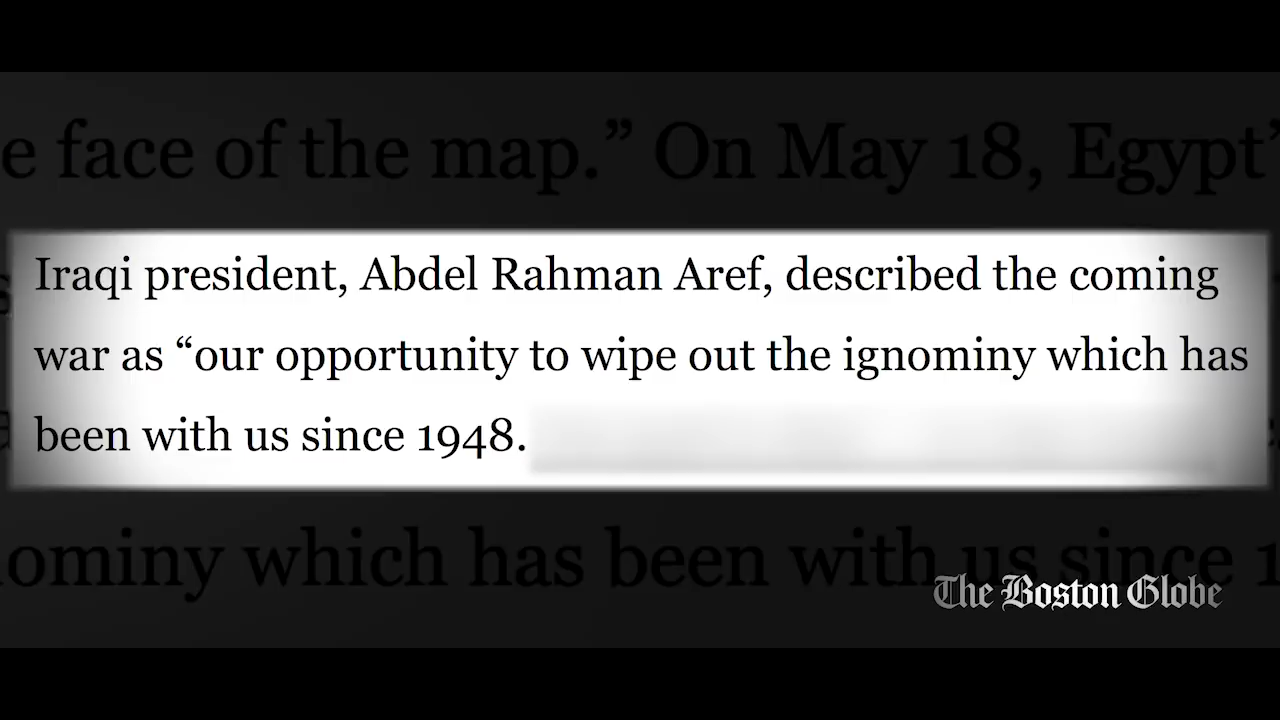 e face of the map.” On May 18, Egypt’
Iraqi president, Abdel Rahman Aref, described the coming
war as “our opportunity to wipe out the ignominy which has
been with us since 1948.
ominy which has been with us since 1
The Boston Globe